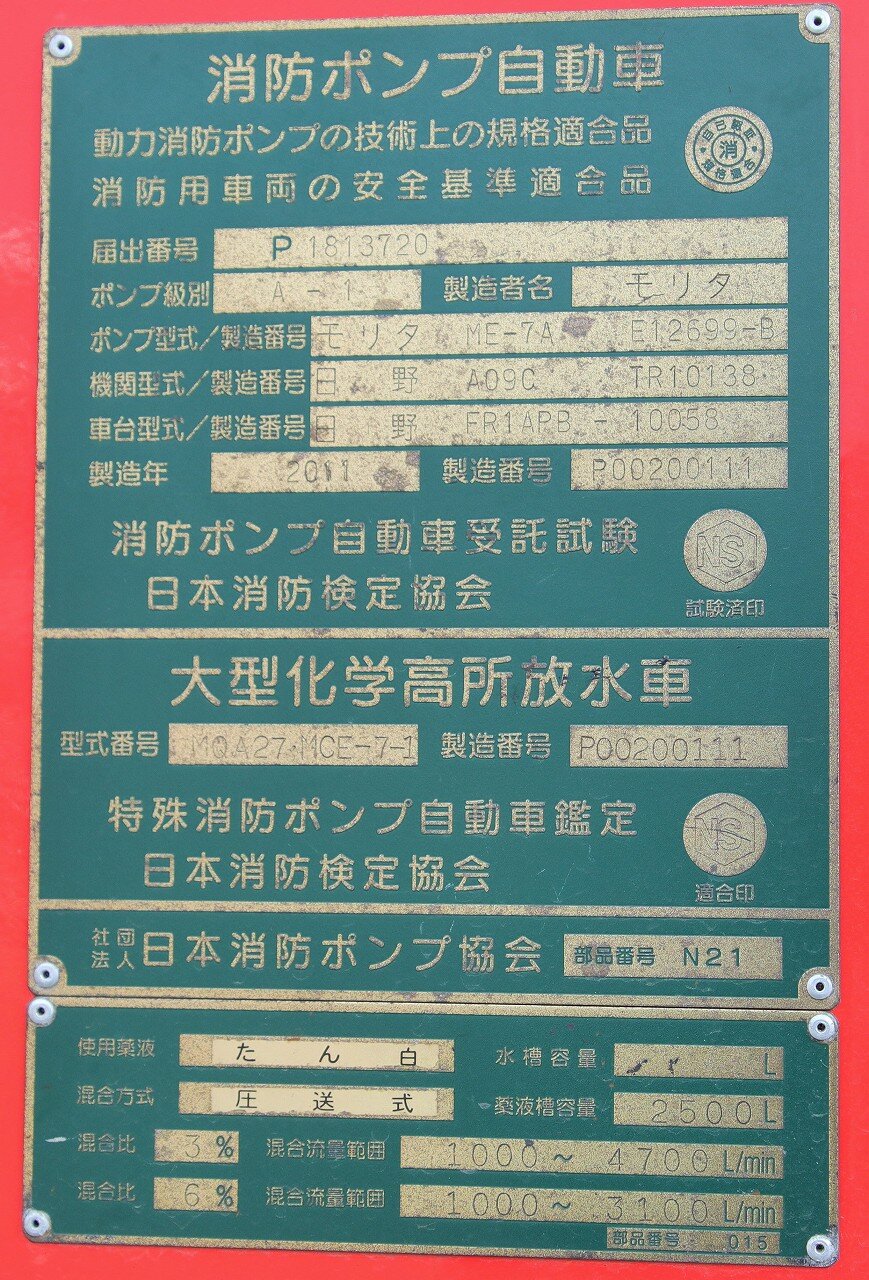 消防ポンプ自動車
動力消防ポンプの技術上の規格適合品
消防用車両の安全基準適合品
消
規格適合
届出番号 P 1813720
ポンプ級別 A-1 製造者名 モリタ
ポンプ型式/製造番号 モリタ ME-7A E12699-B
機関型式/製造番号 日野 A09C TR10138
車台型式/製造番号 日野 FR1APB - 10058
製造年 2011 製造番号 P00200111
消防ポンプ自動車受託試験
日本消防検定協会
NS
試験済印
大型化学高所放水車
型式番号 MQA27・MCE-7-1 製造番号 P00200111
特殊消防ポンプ自動車鑑定
日本消防検定協会
NS
適合印
社団法人 日本消防ポンプ協会 部品番号 N21
使用薬液 たん白 水槽容量 L
混合方式 圧送式 薬液槽容量 2500L
混合比 3% 混合流量範囲 1000～4700L/min
混合比 6% 混合流量範囲 1000～3100L/min
部品番号 015